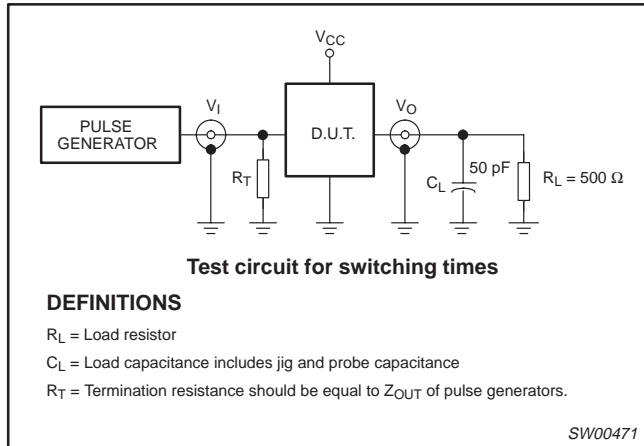 VCC
PULSE
GENERATOR
VI
D.U.T.
VO
RT
CL
50 pF
RL = 500 Ω
Test circuit for switching times
DEFINITIONS
RL = Load resistor
CL = Load capacitance includes jig and probe capacitance
RT = Termination resistance should be equal to ZOUT of pulse generators.
SW00471